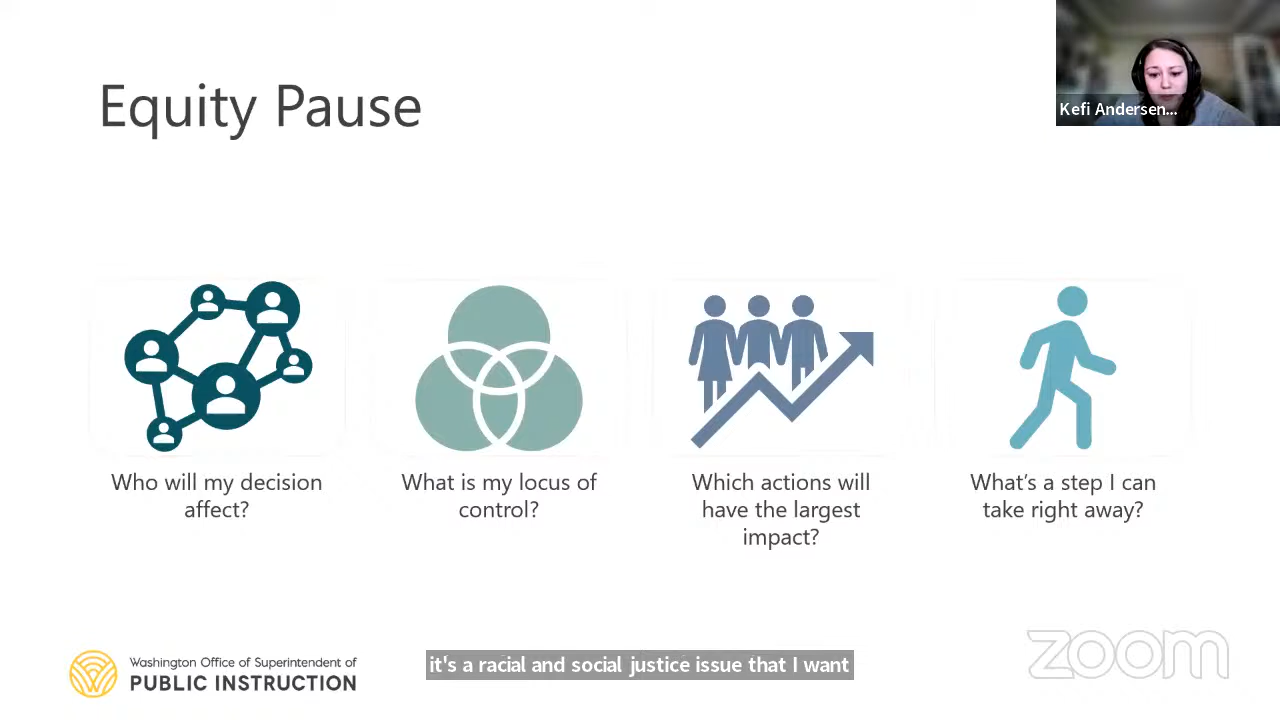 Equity Pause
Kefi Andersen...
Who will my decision
affect?
What is my locus of
control?
Which actions will
have the largest
impact?
What's a step I can
take right away?
Washington Office of Superintendent of
PUBLIC INSTRUCTION
it's a racial and social justice issue that I want
zoom